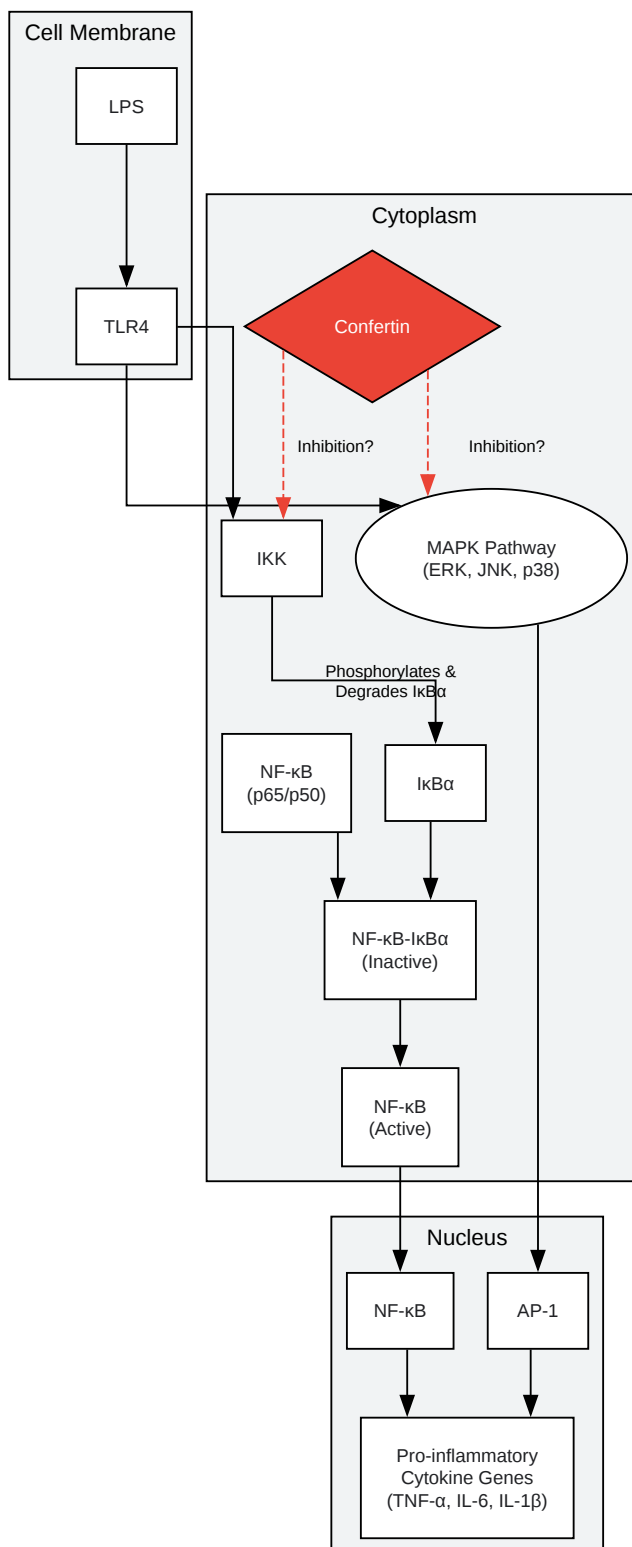 Cell Membrane
LPS
TLR4
Cytoplasm
Confertin
Inhibition?
Inhibition?
IKK
MAPK Pathway
(ERK, JNK, p38)
Phosphorylates &
Degrades IκBα
NF-κB
(p65/p50)
IκBα
NF-κB-IκBα
(Inactive)
NF-κB
(Active)
Nucleus
NF-κB
AP-1
Pro-inflammatory
Cytokine Genes
(TNF-α, IL-6, IL-1β)